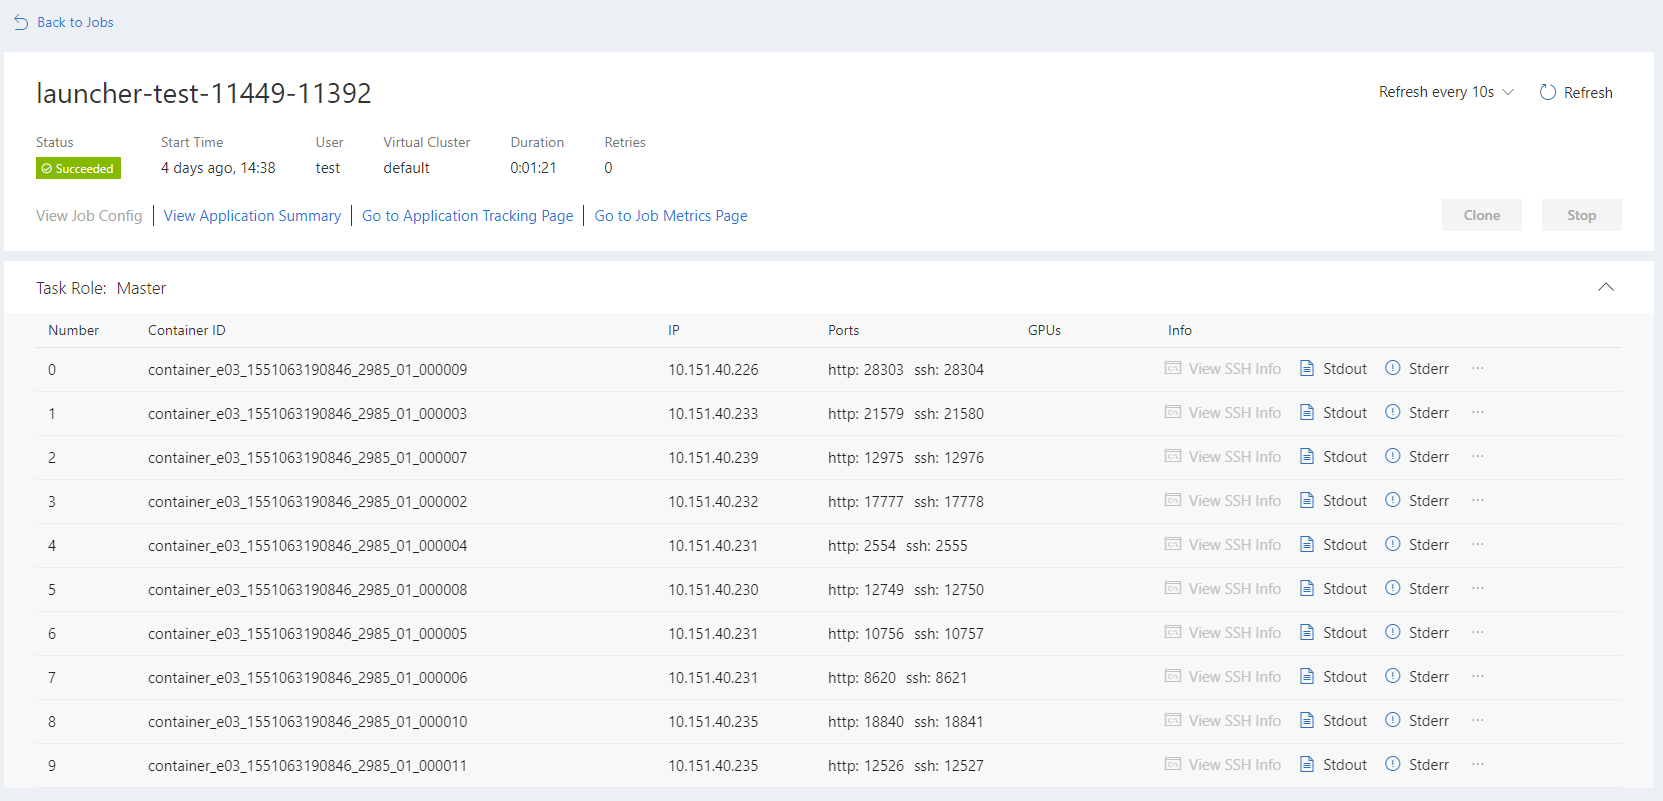 Back to Jobs
launcher-test-11449-11392
Refresh every 10s Refresh
Status Start Time User Virtual Cluster Duration Retries
Succeeded 4 days ago, 14:38 test default 0:01:21 0
View Job Config View Application Summary Go to Application Tracking Page Go to Job Metrics Page Clone Stop
Task Role: Master
Number Container ID IP Ports GPUs Info
0 container_e03_1551063190846_2985_01_000009 10.151.40.226 http: 28303 ssh: 28304 View SSH Info Stdout Stderr ...
1 container_e03_1551063190846_2985_01_000003 10.151.40.233 http: 21579 ssh: 21580 View SSH Info Stdout Stderr ...
2 container_e03_1551063190846_2985_01_000007 10.151.40.239 http: 12975 ssh: 12976 View SSH Info Stdout Stderr ...
3 container_e03_1551063190846_2985_01_000002 10.151.40.232 http: 17777 ssh: 17778 View SSH Info Stdout Stderr ...
4 container_e03_1551063190846_2985_01_000004 10.151.40.231 http: 2554 ssh: 2555 View SSH Info Stdout Stderr ...
5 container_e03_1551063190846_2985_01_000008 10.151.40.230 http: 12749 ssh: 12750 View SSH Info Stdout Stderr ...
6 container_e03_1551063190846_2985_01_000005 10.151.40.231 http: 10756 ssh: 10757 View SSH Info Stdout Stderr ...
7 container_e03_1551063190846_2985_01_000006 10.151.40.231 http: 8620 ssh: 8621 View SSH Info Stdout Stderr ...
8 container_e03_1551063190846_2985_01_000010 10.151.40.235 http: 18840 ssh: 18841 View SSH Info Stdout Stderr ...
9 container_e03_1551063190846_2985_01_000011 10.151.40.235 http: 12526 ssh: 12527 View SSH Info Stdout Stderr ...